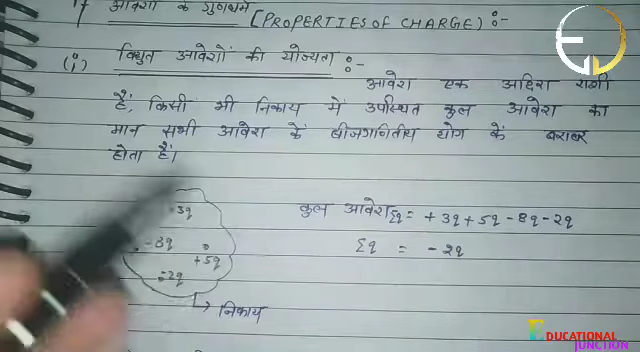 आवेशों के गुणधर्म [PROPERTIES OF CHARGE] :-
(i) विद्युत आवेशों की योज्यता :-
आवेश एक अदिश राशी
है, किसी भी निकाय में उपस्थित कुल आवेश का
मान सभी आवेश के बीजगणितीय योग के बराबर
होता है।
कुल आवेश Σq = +3q+5q-8q-2q
Σq = -2q
3q
-8q
+5q
-2q
निकाय
EDUCATIONAL
JUNCTION